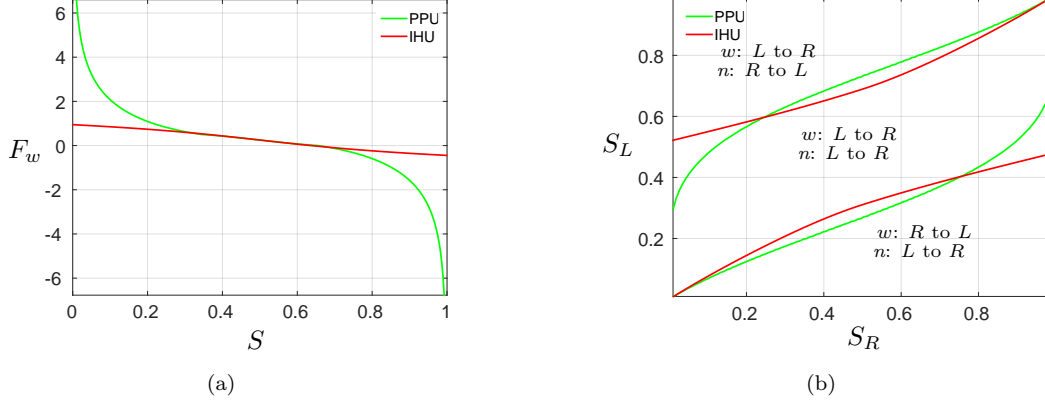 6
4
2
0
-2
-4
-6
F_w
0
0.2
0.4
0.6
0.8
1
S
PPU
IHU
(a)
0.8
0.6
0.4
0.2
S_L
0.2
0.4
0.6
0.8
S_R
PPU
IHU
w: L to R
n: R to L
w: L to R
n: L to R
w: R to L
n: L to R
(b)